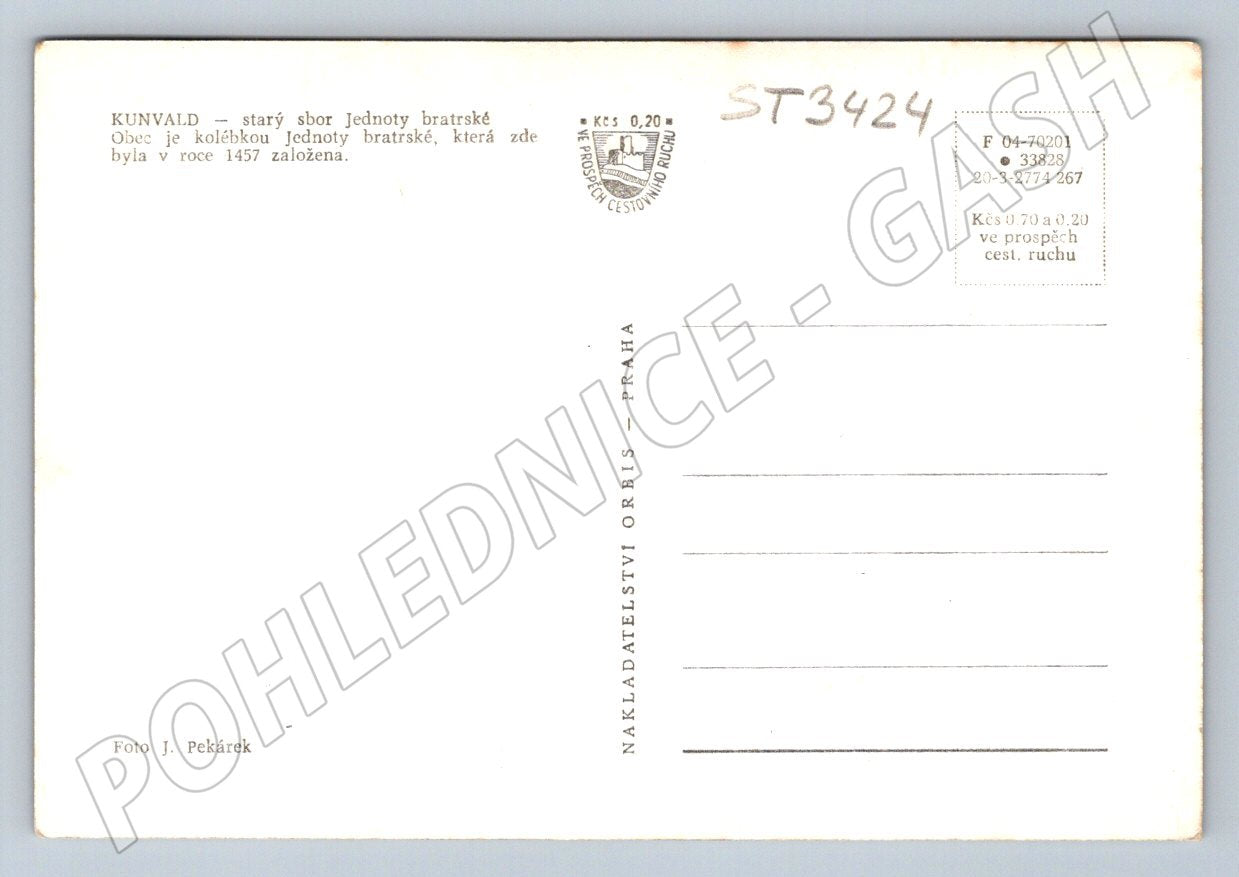 KUNVALD — starý sbor Jednoty bratrské
Obec je kolébkou Jednoty bratrské, která zde
byla v roce 1457 založena.
Kčs 0,20
VE PROSPĚCH CESTOVNÍHO RUCHU
ST3424
F 04-70201
● 33828
20-3-2774 267
Kčs 0.70 a 0.20
ve prospěch
cest. ruchu
NAKLADATELSTVÍ ORBIS — PRAHA
Foto J. Pekárek
POHLEDNICE - GASH